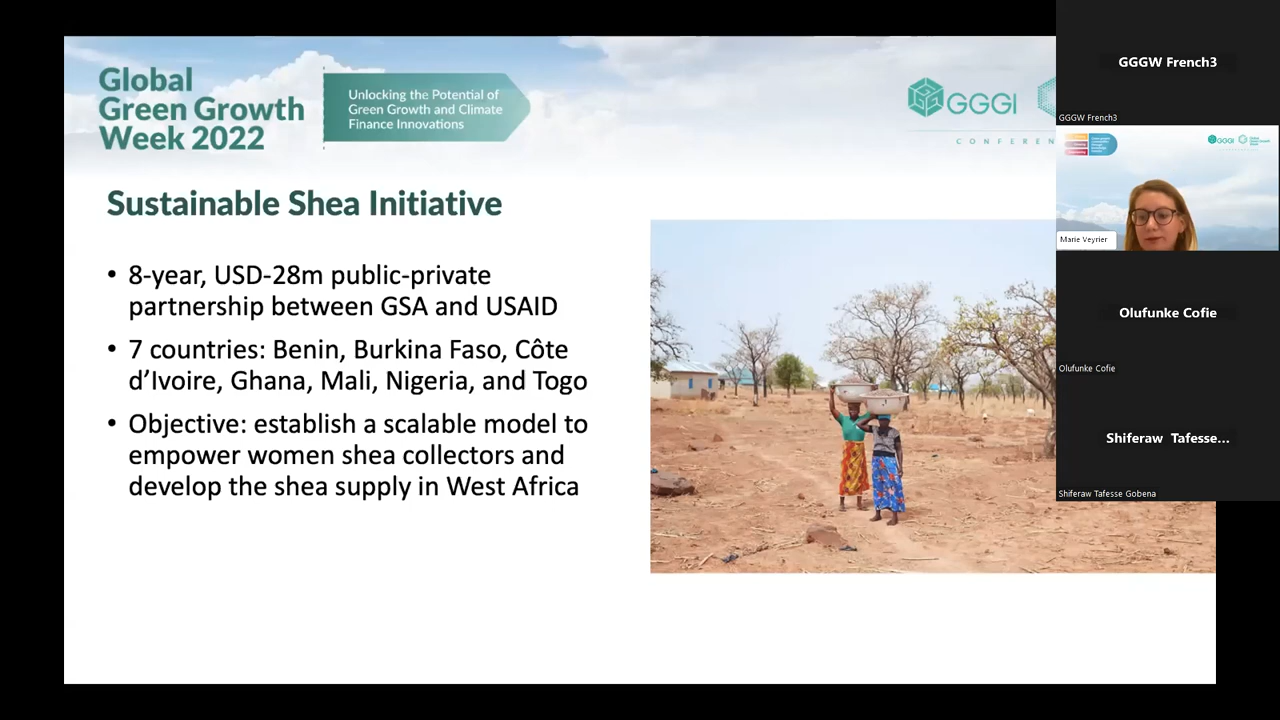 Global
Green Growth
Week 2022
Unlocking the Potential of
Green Growth and Climate
Finance Innovations
GGGI
CONFEREN
Sustainable Shea Initiative
• 8-year, USD-28m public-private
partnership between GSA and USAID
• 7 countries: Benin, Burkina Faso, Côte
d’Ivoire, Ghana, Mali, Nigeria, and Togo
• Objective: establish a scalable model to
empower women shea collectors and
develop the shea supply in West Africa
GGGW French3
GGGW French3
GGGI
Marie Veyrier
Olufunke Cofie
Olufunke Cofie
Shiferaw Tafesse...
Shiferaw Tafesse Gobena